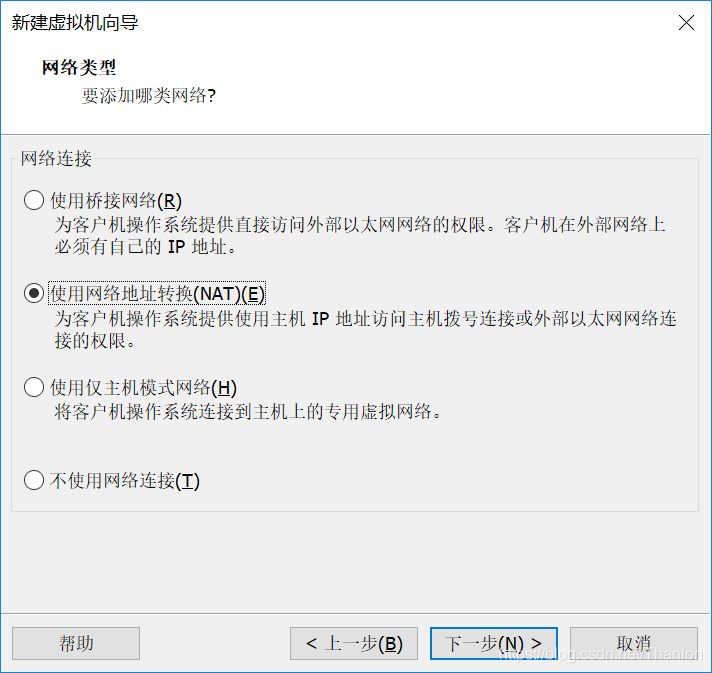 新建虚拟机向导
网络类型
要添加哪类网络?
网络连接
使用桥接网络(R)
为客户机操作系统提供直接访问外部以太网网络的权限。客户机在外部网络上
必须有自己的 IP 地址。
使用网络地址转换(NAT)(E)
为客户机操作系统提供使用主机 IP 地址访问主机拨号连接或外部以太网网络连
接的权限。
使用仅主机模式网络(H)
将客户机操作系统连接到主机上的专用虚拟网络。
不使用网络连接(T)
帮助
< 上一步(B)
下一步(N) >
取消
https://blog.csdn.net/Thanlon